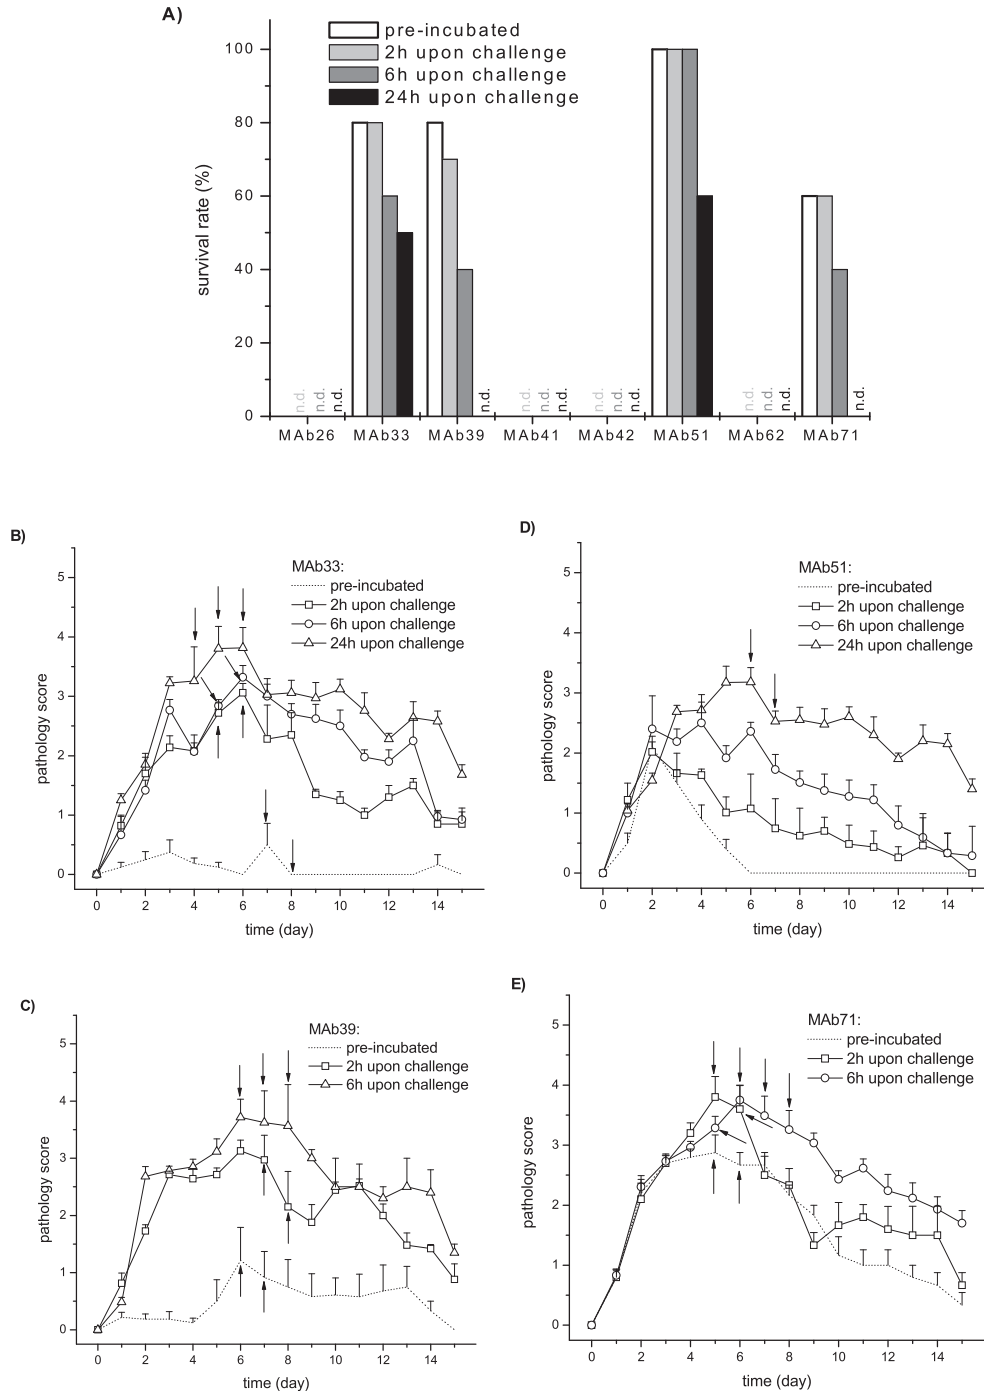 A)
pre-incubated
2h upon challenge
6h upon challenge
24h upon challenge
survival rate (%)
100
80
60
40
20
0
n.d. n.d. n.d. n.d. n.d. n.d. n.d. n.d. n.d. n.d. n.d. n.d. n.d. n.d.
MAb26 MAb33 MAb39 MAb41 MAb42 MAb51 MAb62 MAb71
B)
MAb33:
pre-incubated
2h upon challenge
6h upon challenge
24h upon challenge
pathology score
5
4
3
2
1
0
0 2 4 6 8 10 12 14
time (day)
D)
MAb51:
pre-incubated
2h upon challenge
6h upon challenge
24h upon challenge
pathology score
5
4
3
2
1
0
0 2 4 6 8 10 12 14
time (day)
C)
MAb39:
pre-incubated
2h upon challenge
6h upon challenge
pathology score
5
4
3
2
1
0
0 2 4 6 8 10 12 14
time (day)
E)
MAb71:
pre-incubated
2h upon challenge
6h upon challenge
pathology score
5
4
3
2
1
0
0 2 4 6 8 10 12 14
time (day)